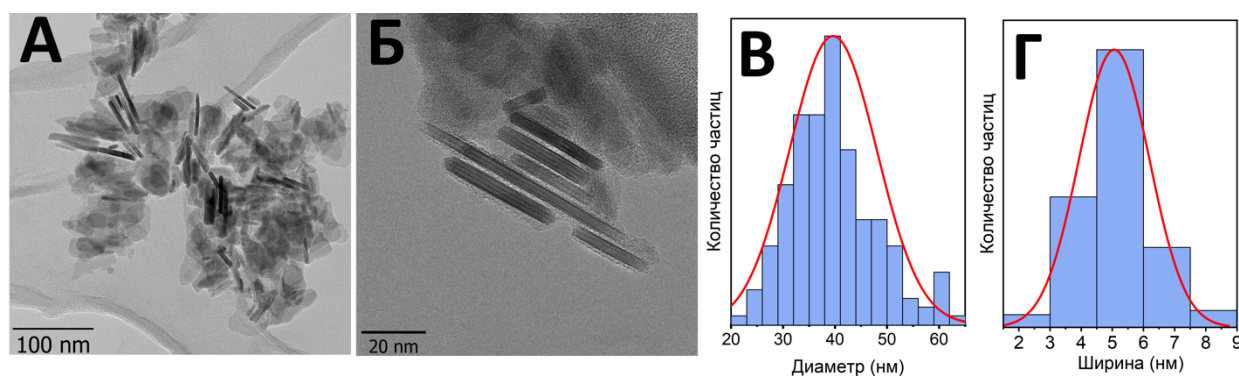 А
100 nm
Б
20 nm
В
Количество частиц
20 30 40 50 60
Диаметр (нм)
Г
Количество частиц
2 3 4 5 6 7 8 9
Ширина (нм)